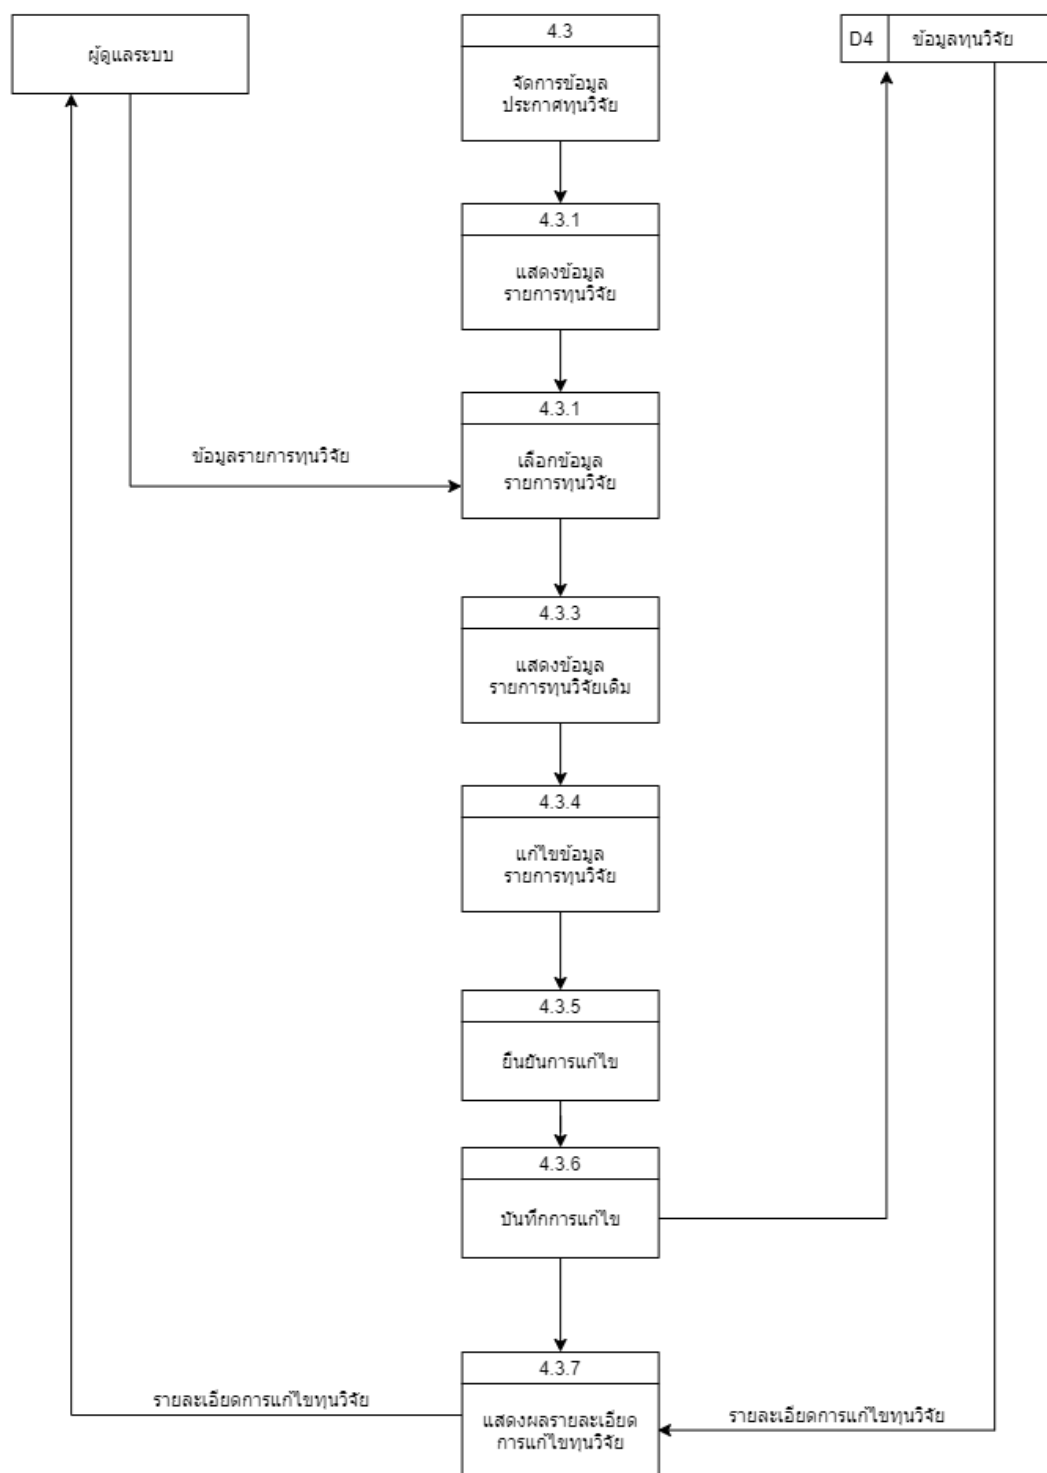 ผู้ดูแลระบบ
4.3
จัดการข้อมูล
ประกาศทุนวิจัย
D4
ข้อมูลทุนวิจัย
4.3.1
แสดงข้อมูล
รายการทุนวิจัย
4.3.1
เลือกข้อมูล
รายการทุนวิจัย
ข้อมูลรายการทุนวิจัย
4.3.3
แสดงข้อมูล
รายการทุนวิจัยเดิม
4.3.4
แก้ไขข้อมูล
รายการทุนวิจัย
4.3.5
ยืนยันการแก้ไข
4.3.6
บันทึกการแก้ไข
4.3.7
แสดงผลรายละเอียด
การแก้ไขทุนวิจัย
รายละเอียดการแก้ไขทุนวิจัย
รายละเอียดการแก้ไขทุนวิจัย